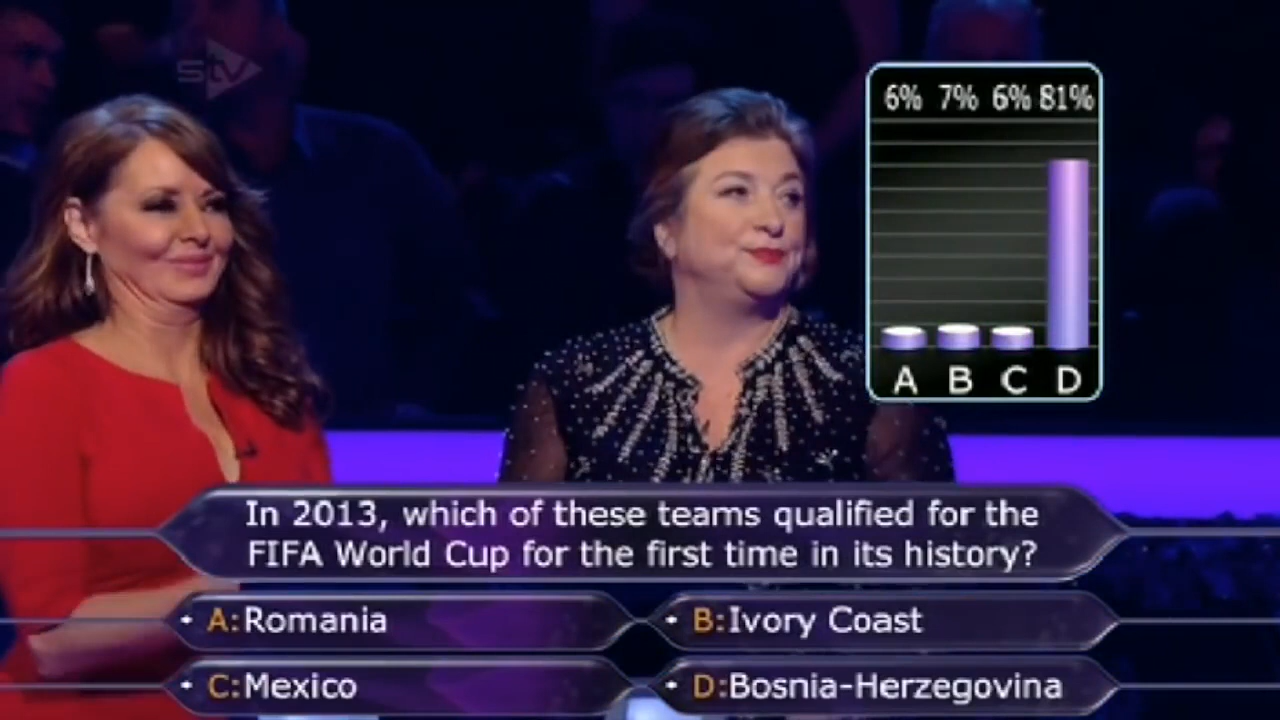 stv
6% 7% 6% 81%
A B C D
In 2013, which of these teams qualified for the
FIFA World Cup for the first time in its history?
A:Romania
B:Ivory Coast
C:Mexico
D:Bosnia-Herzegovina